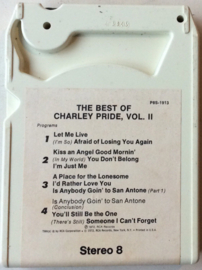 P8S-1913
THE BEST OF
CHARLEY PRIDE, VOL. II
Programs
1
Let Me Live
(I'm So) Afraid of Losing You Again
2
Kiss an Angel Good Mornin'
(In My World) You Don't Belong
I'm Just Me
3
A Place for the Lonesome
I'd Rather Love You
Is Anybody Goin' to San Antone (Part 1)
4
Is Anybody Goin' to San Antone
(Conclusion)
You'll Still Be the One
(There's Still) Someone I Can't Forget
Stereo 8